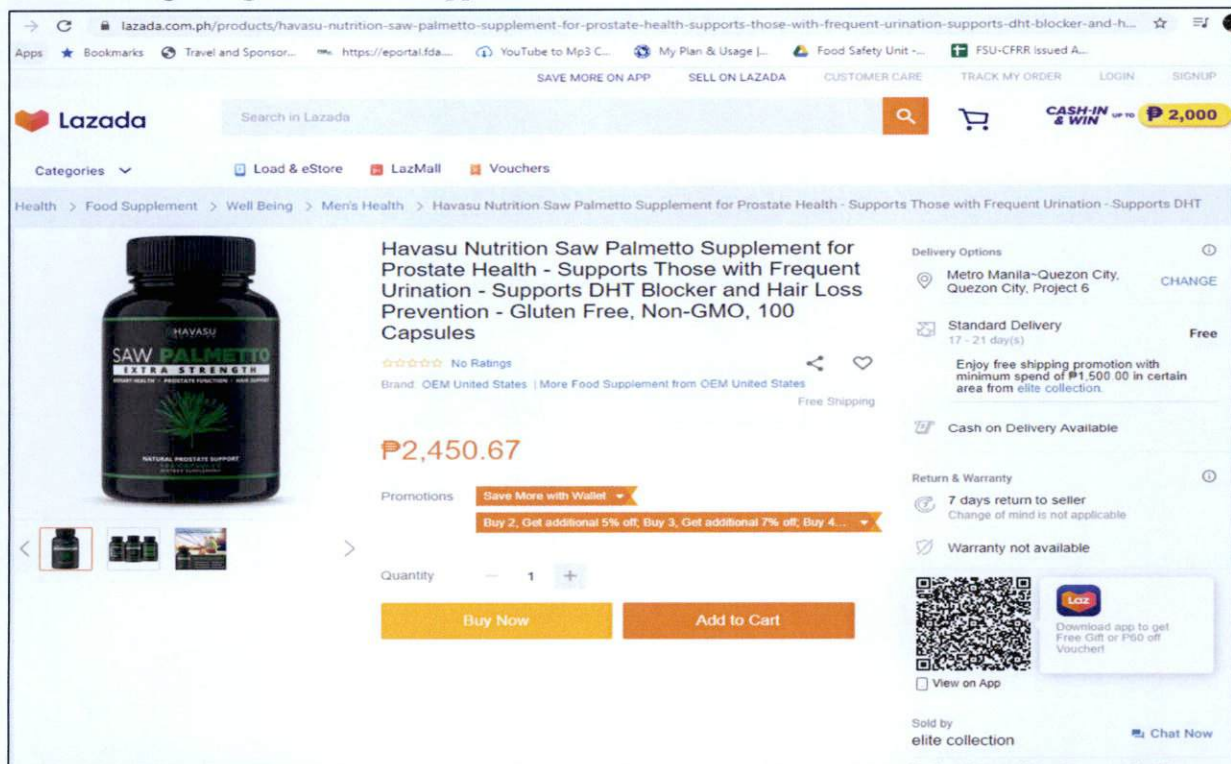 lazada.com.ph/products/havasu-nutrition-saw-palmetto-supplement-for-prostate-health-supports-those-with-frequent-urination-supports-dht-blocker-and-h...
Apps Bookmarks Travel and Sponsor... https://eportal.fda.... YouTube to Mp3 C... My Plan & Usage |... Food Safety Unit -... FSU-CFRR Issued A...
SAVE MORE ON APP SELL ON LAZADA CUSTOMER CARE TRACK MY ORDER LOGIN SIGNUP
Lazada
Search in Lazada
CASH-IN & WIN UP TO ₱ 2,000
Categories Load & eStore LazMall Vouchers
Health > Food Supplement > Well Being > Men's Health > Havasu Nutrition Saw Palmetto Supplement for Prostate Health - Supports Those with Frequent Urination - Supports DHT
HAVASU
SAW PALMETTO
EXTRA STRENGTH
PROSTATE FUNCTION
NATURAL PROSTATE SUPPORT
Havasu Nutrition Saw Palmetto Supplement for
Prostate Health - Supports Those with Frequent
Urination - Supports DHT Blocker and Hair Loss
Prevention - Gluten Free, Non-GMO, 100
Capsules
No Ratings
Brand: OEM United States | More Food Supplement from OEM United States
Free Shipping
₱2,450.67
Promotions Save More with Wallet
Buy 2, Get additional 5% off; Buy 3, Get additional 7% off; Buy 4...
Quantity 1 +
Buy Now Add to Cart
Delivery Options
Metro Manila~Quezon City,
Quezon City, Project 6
CHANGE
Standard Delivery Free
17 - 21 day(s)
Enjoy free shipping promotion with
minimum spend of ₱1,500.00 in certain
area from elite collection.
Cash on Delivery Available
Return & Warranty
7 days return to seller
Change of mind is not applicable
Warranty not available
Laz
Download app to get
Free Gift or P60 off
Voucher!
View on App
Sold by
elite collection Chat Now